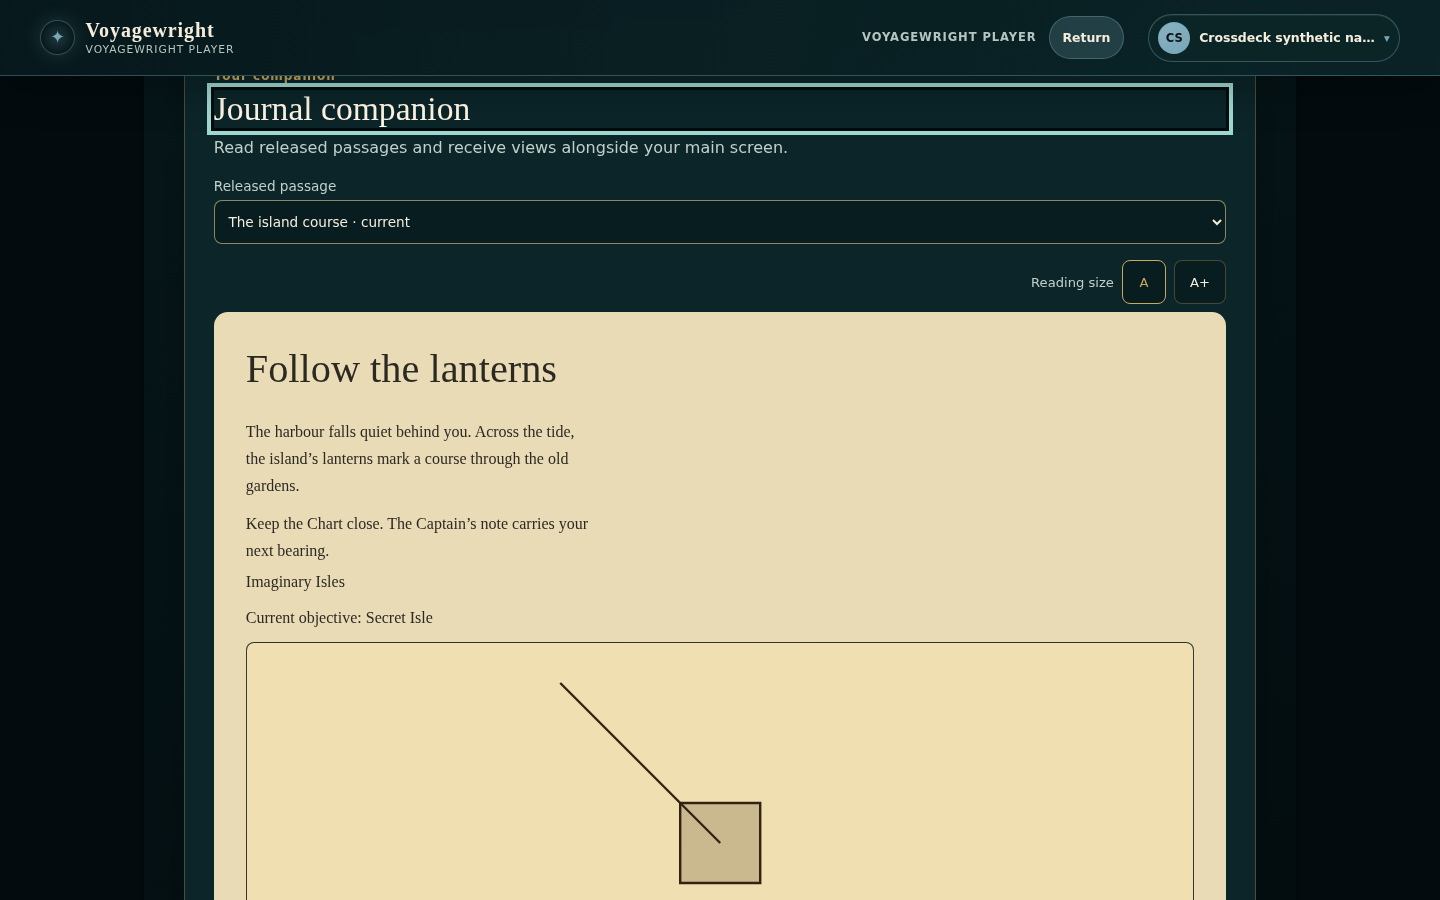 Voyagewright
VOYAGEWRIGHT PLAYER
VOYAGEWRIGHT PLAYER
Return
CS
Crossdeck synthetic na...
Your companion
Journal companion
Read released passages and receive views alongside your main screen.
Released passage
The island course · current
Reading size
A
A+
Follow the lanterns
The harbour falls quiet behind you. Across the tide,
the island’s lanterns mark a course through the old
gardens.
Keep the Chart close. The Captain’s note carries your
next bearing.
Imaginary Isles
Current objective: Secret Isle